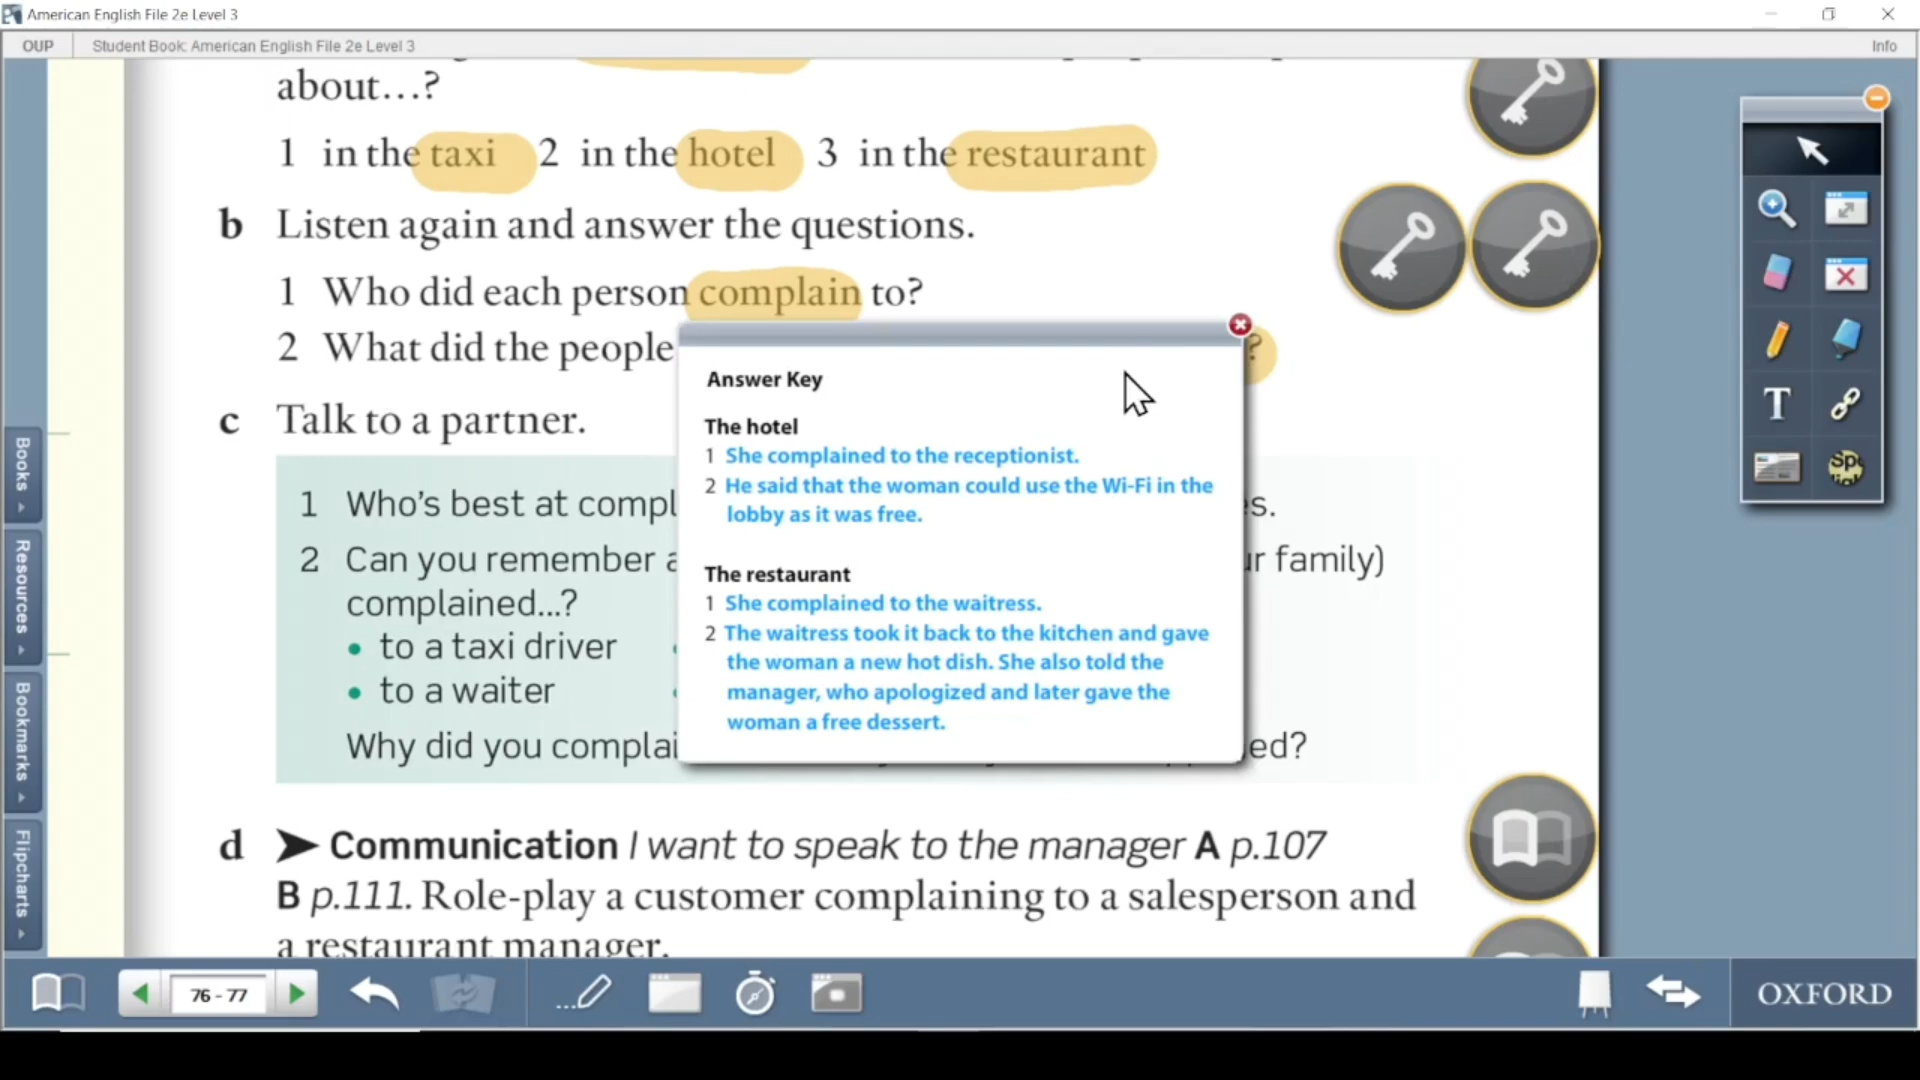 American English File 2e Level 3
OUP
Student Book: American English File 2e Level 3
Info
about...?
1 in the taxi 2 in the hotel 3 in the restaurant
b Listen again and answer the questions.
1 Who did each person complain to?
2 What did the people
?
c Talk to a partner.
1 Who's best at compl
es.
2 Can you remember a
ur family)
complained...?
• to a taxi driver
• to a waiter
Why did you complai
ed?
Answer Key
The hotel
1 She complained to the receptionist.
2 He said that the woman could use the Wi-Fi in the
lobby as it was free.
The restaurant
1 She complained to the waitress.
2 The waitress took it back to the kitchen and gave
the woman a new hot dish. She also told the
manager, who apologized and later gave the
woman a free dessert.
d ➤ Communication I want to speak to the manager A p.107
B p.111. Role-play a customer complaining to a salesperson and
a restaurant manager.
Books
Resources
Bookmarks
Flipcharts
T
76 - 77
OXFORD